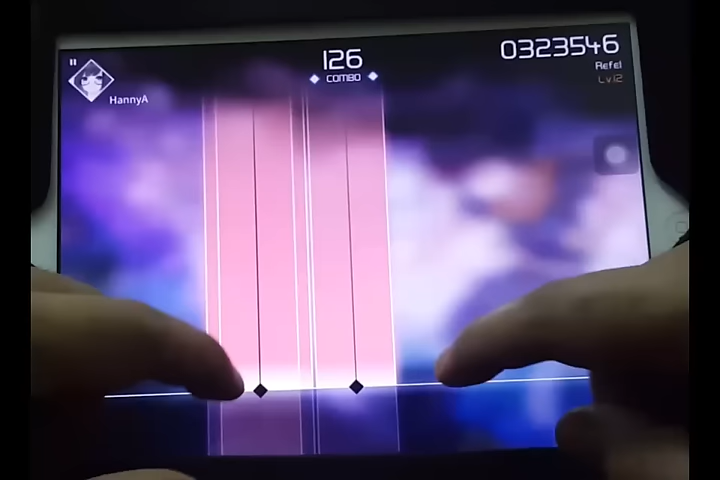 126
COMBO
0323546
Refel
Lv.12
HannyA